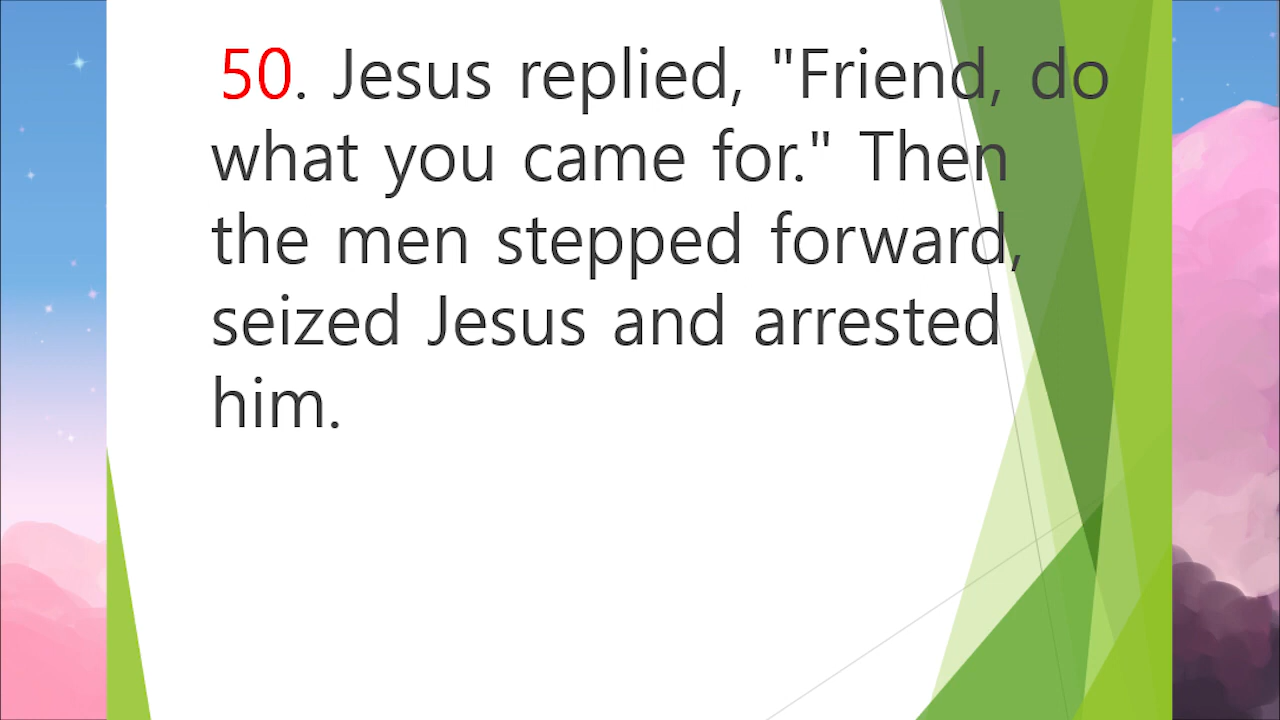 50. Jesus replied, "Friend, do
what you came for." Then
the men stepped forward,
seized Jesus and arrested
him.